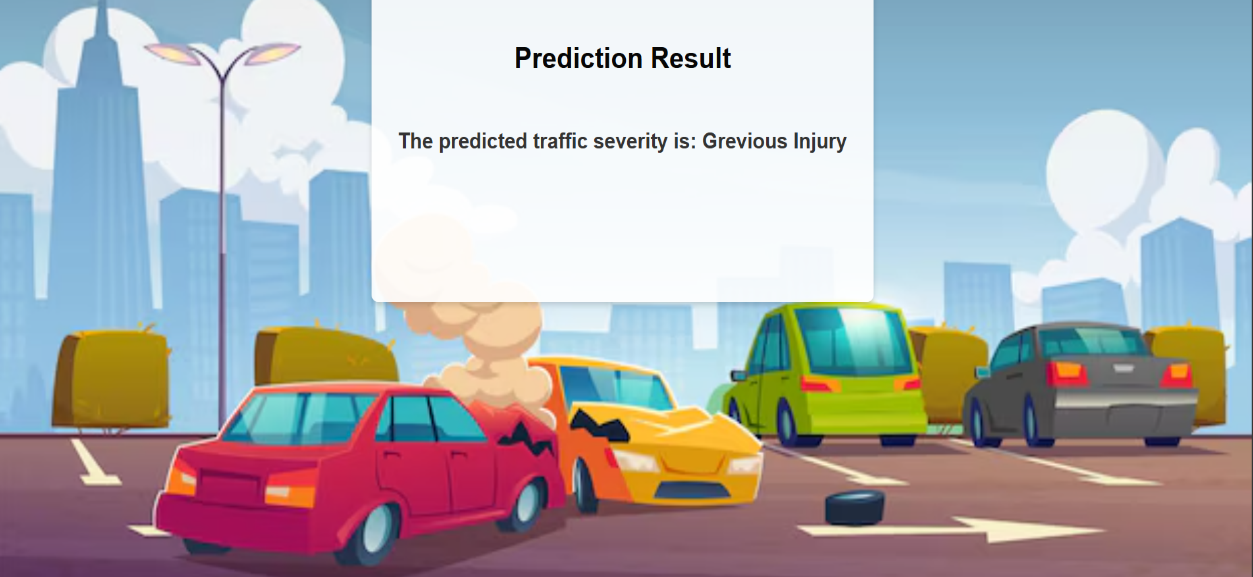 Prediction Result
The predicted traffic severity is: Grevious Injury